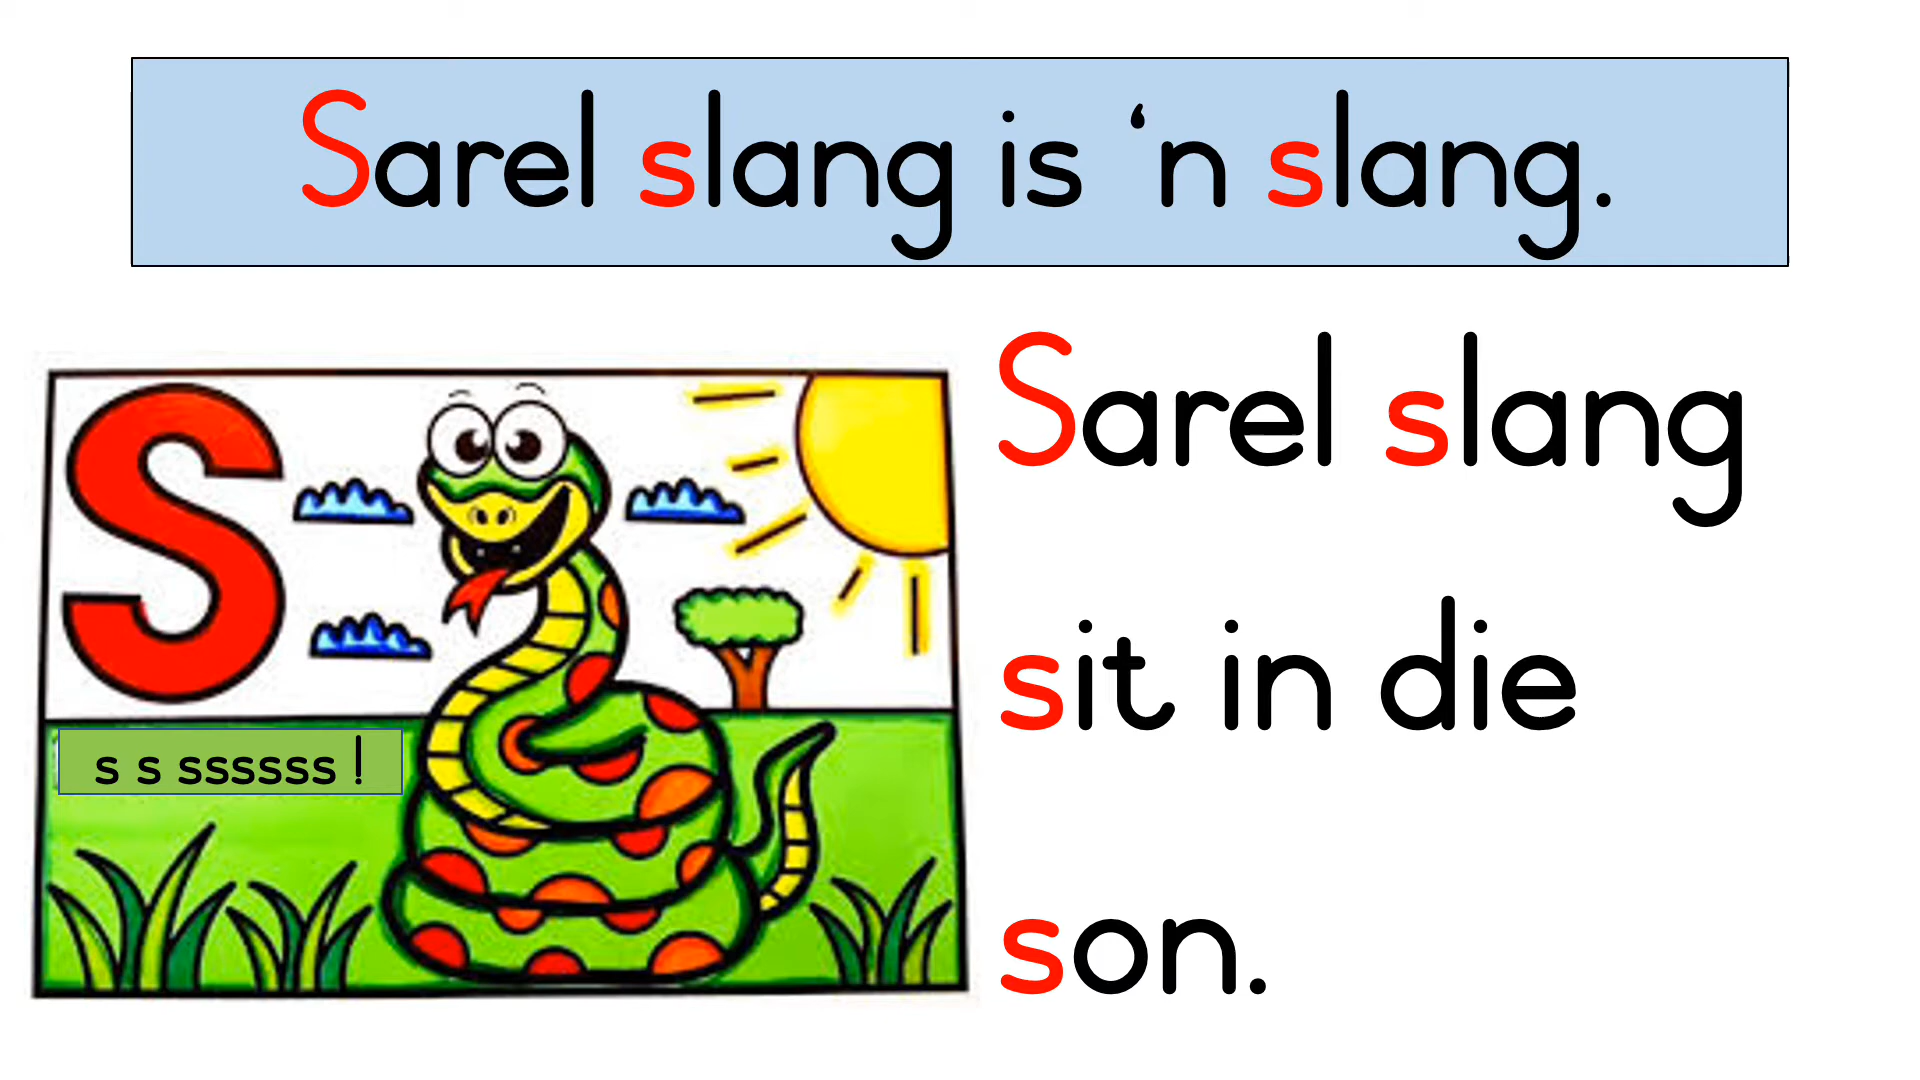 Sarel slang is ‘n slang.
Sarel slang
sit in die
son.
S
s s ssssss !